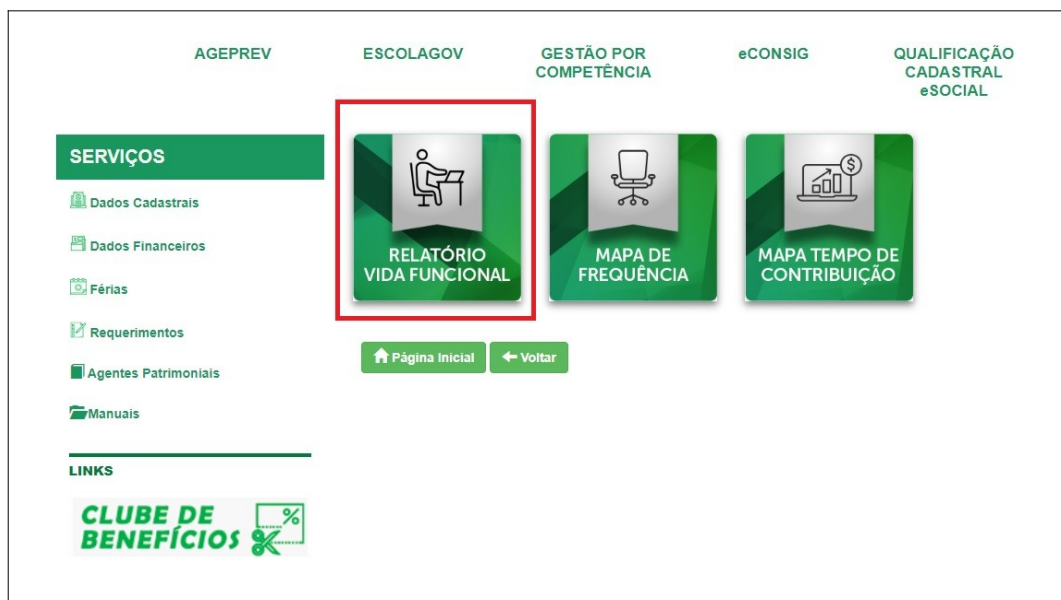 AGEPREV
ESCOLAGOV
GESTÃO POR
COMPETÊNCIA
eCONSIG
QUALIFICAÇÃO
CADASTRAL
eSOCIAL
SERVIÇOS
Dados Cadastrais
Dados Financeiros
Férias
Requerimentos
Agentes Patrimoniais
Manuais
LINKS
CLUBE DE
BENEFÍCIOS
%
RELATÓRIO
VIDA FUNCIONAL
MAPA DE
FREQUÊNCIA
$
MAPA TEMPO DE
CONTRIBUIÇÃO
Página Inicial
Voltar